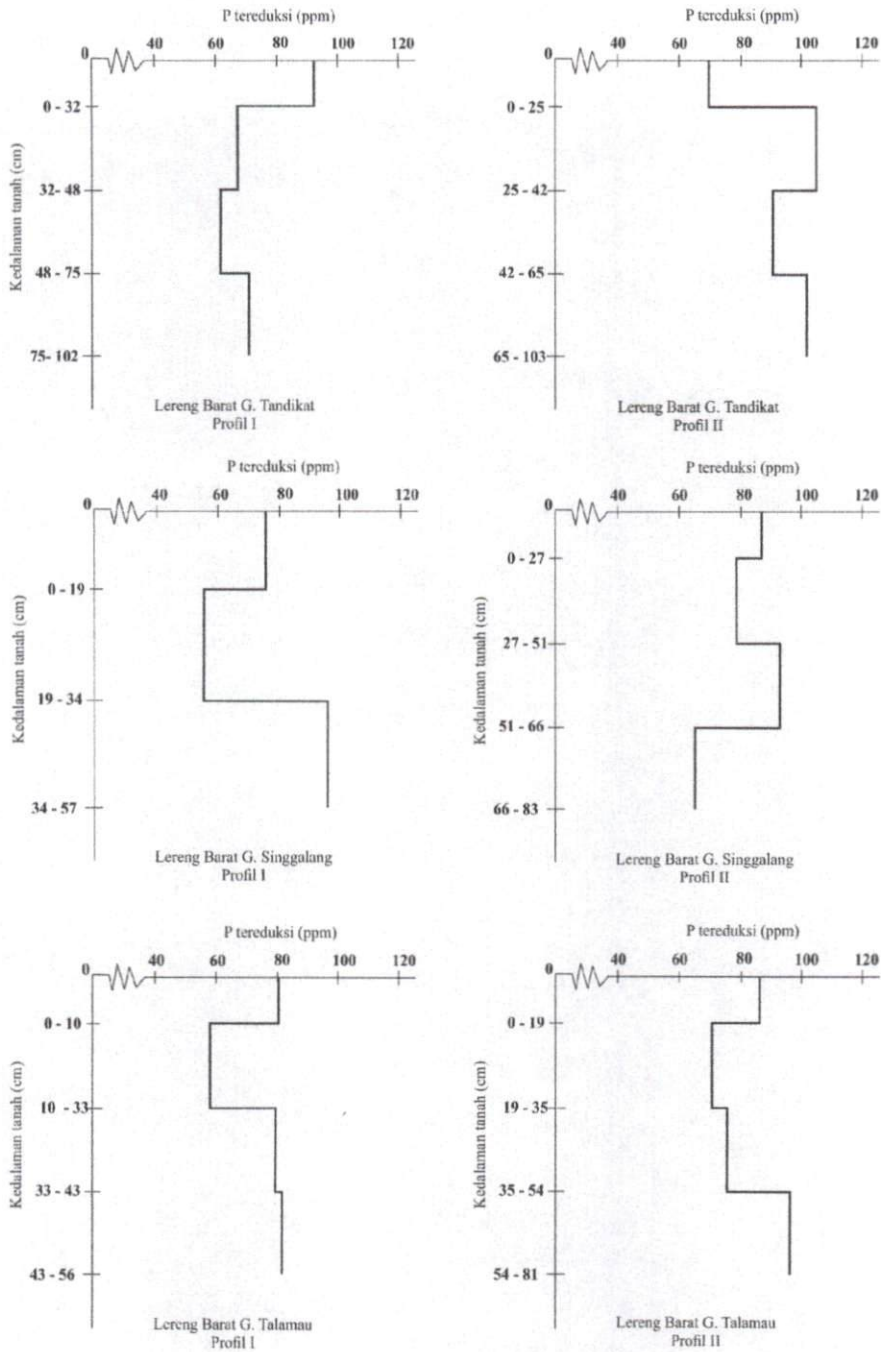 P tereduksi (ppm)
0 40 60 80 100 120
Kedalaman tanah (cm)
0 - 32
32- 48
48 - 75
75- 102
Lereng Barat G. Tandikat
Profil I
P tereduksi (ppm)
0 40 60 80 100 120
0 - 25
25 - 42
42 - 65
65 - 103
Lereng Barat G. Tandikat
Profil II
P tereduksi (ppm)
0 40 60 80 100 120
Kedalaman tanah (cm)
0 - 19
19 - 34
34 - 57
Lereng Barat G. Singgalang
Profil I
P tereduksi (ppm)
0 40 60 80 100 120
Kedalaman tanah (cm)
0 - 27
27 - 51
51 - 66
66 - 83
Lereng Barat G. Singgalang
Profil II
P tereduksi (ppm)
0 40 60 80 100 120
Kedalaman tanah (cm)
0 - 10
10 - 33
33 - 43
43 - 56
Lereng Barat G. Talamau
Profil I
P tereduksi (ppm)
0 40 60 80 100 120
Kedalaman tanah (cm)
0 - 19
19 - 35
35 - 54
54 - 81
Lereng Barat G. Talamau
Profil II